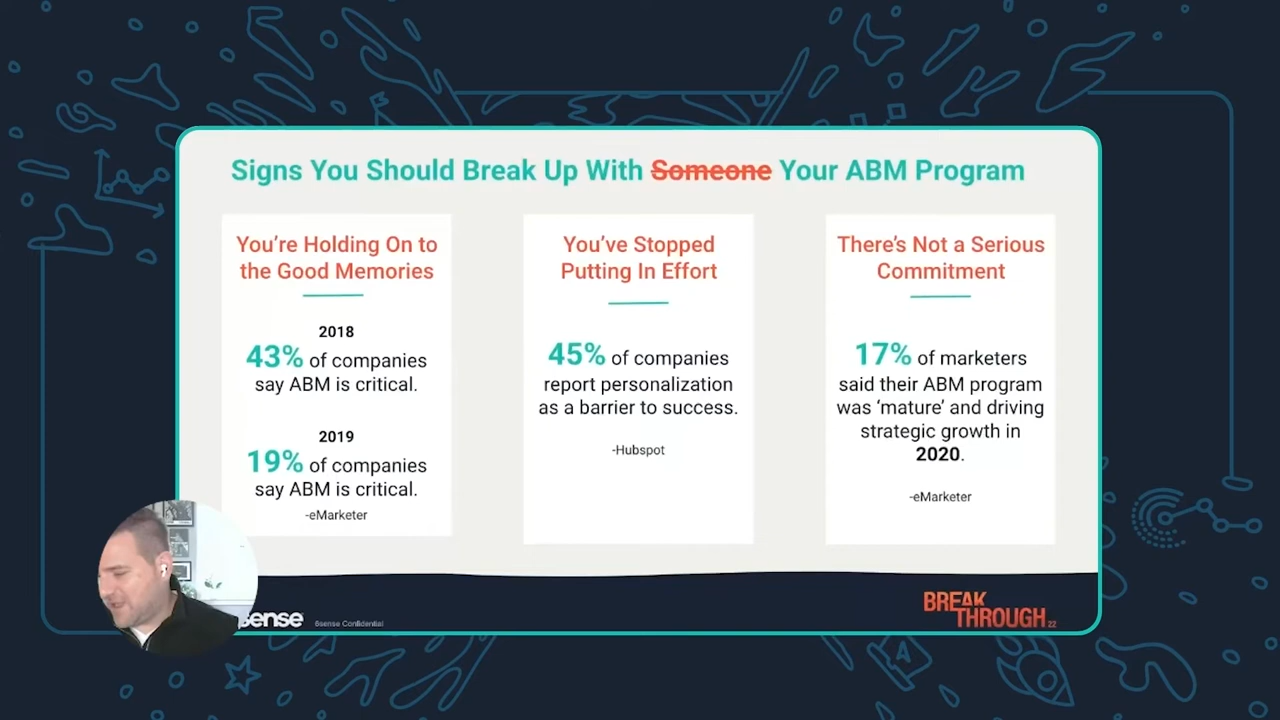 Signs You Should Break Up With Someone Your ABM Program
You're Holding On to
the Good Memories
2018
43% of companies
say ABM is critical.
2019
19% of companies
say ABM is critical.
-eMarketer
You've Stopped
Putting In Effort
45% of companies
report personalization
as a barrier to success.
-Hubspot
There's Not a Serious
Commitment
17% of marketers
said their ABM program
was ‘mature’ and driving
strategic growth in
2020.
-eMarketer
sense
6sense Confidential
BREAK
THROUGH 22
A